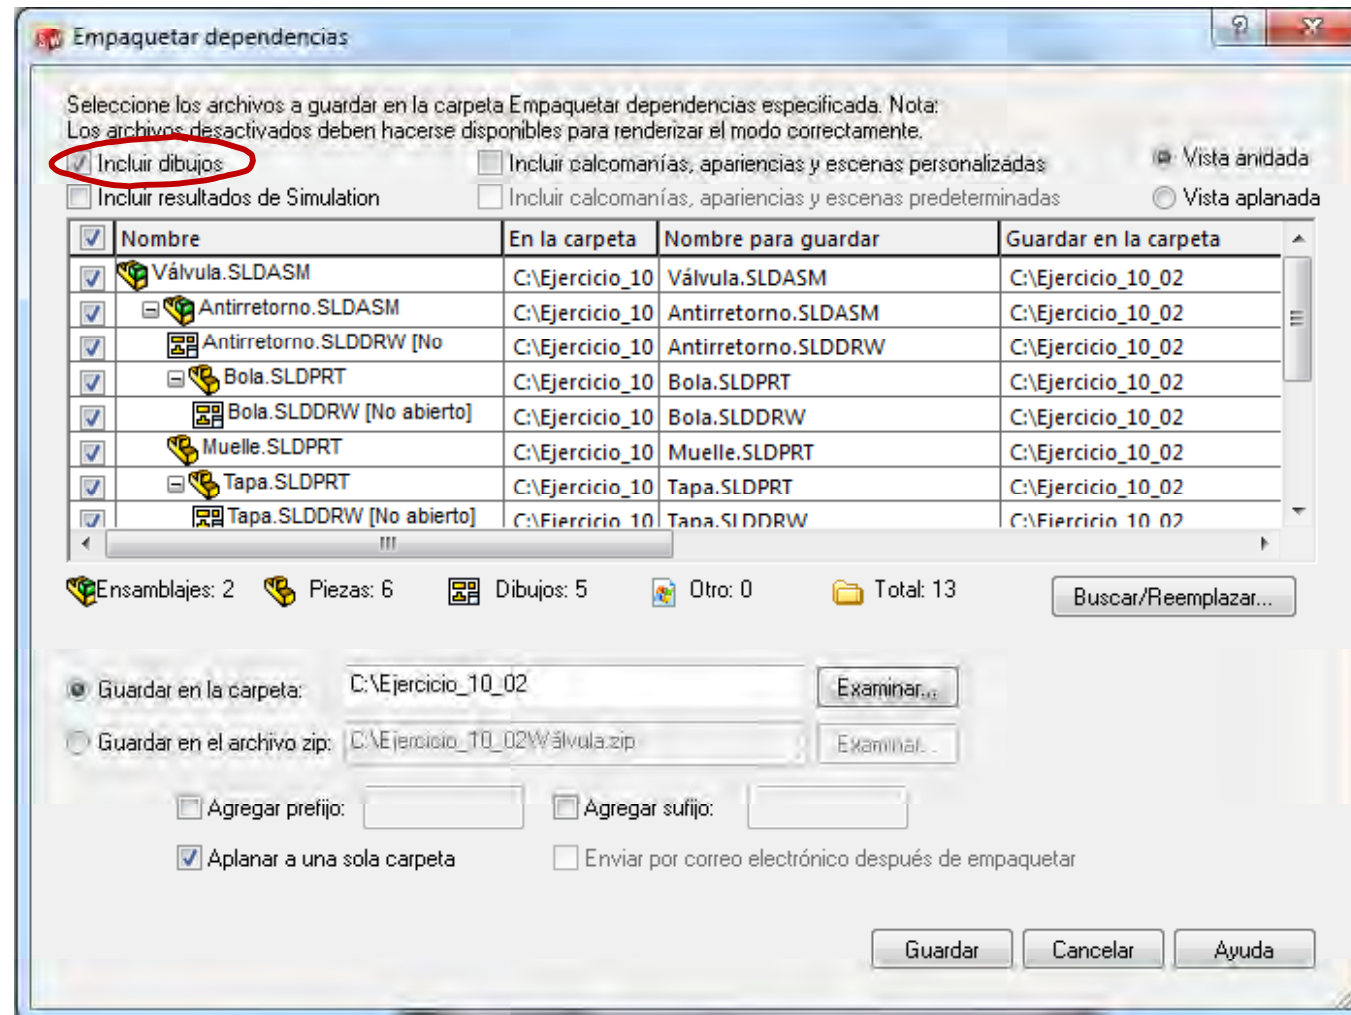 Empaquetar dependencias
Seleccione los archivos a guardar en la carpeta Empaquetar dependencias especificada. Nota:
Los archivos desactivados deben hacerse disponibles para renderizar el modo correctamente.
Incluir dibujos Incluir calcomanías, apariencias y escenas personalizadas Vista anidada
Incluir resultados de Simulation Incluir calcomanías, apariencias y escenas predeterminadas Vista aplanada
Nombre En la carpeta Nombre para guardar Guardar en la carpeta
Válvula.SLDASM C:\Ejercicio_10 Válvula.SLDASM C:\Ejercicio_10_02
Antirretorno.SLDASM C:\Ejercicio_10 Antirretorno.SLDASM C:\Ejercicio_10_02
Antirretorno.SLDDRW [No C:\Ejercicio_10 Antirretorno.SLDDRW C:\Ejercicio_10_02
Bola.SLDPRT C:\Ejercicio_10 Bola.SLDPRT C:\Ejercicio_10_02
Bola.SLDDRW [No abierto] C:\Ejercicio_10 Bola.SLDDRW C:\Ejercicio_10_02
Muelle.SLDPRT C:\Ejercicio_10 Muelle.SLDPRT C:\Ejercicio_10_02
Tapa.SLDPRT C:\Ejercicio_10 Tapa.SLDPRT C:\Ejercicio_10_02
Tapa.SLDDRW [No abierto] C:\Ejercicio_10 Tapa.SLDDRW C:\Ejercicio_10_02
Ensamblajes: 2 Piezas: 6 Dibujos: 5 Otro: 0 Total: 13 Buscar/Reemplazar...
Guardar en la carpeta: C:\Ejercicio_10_02 Examinar...
Guardar en el archivo zip: C:\Ejercicio_10_02\Válvula.zip Examinar...
Agregar prefijo: Agregar sufijo:
Aplanar a una sola carpeta Enviar por correo electrónico después de empaquetar
Guardar Cancelar Ayuda